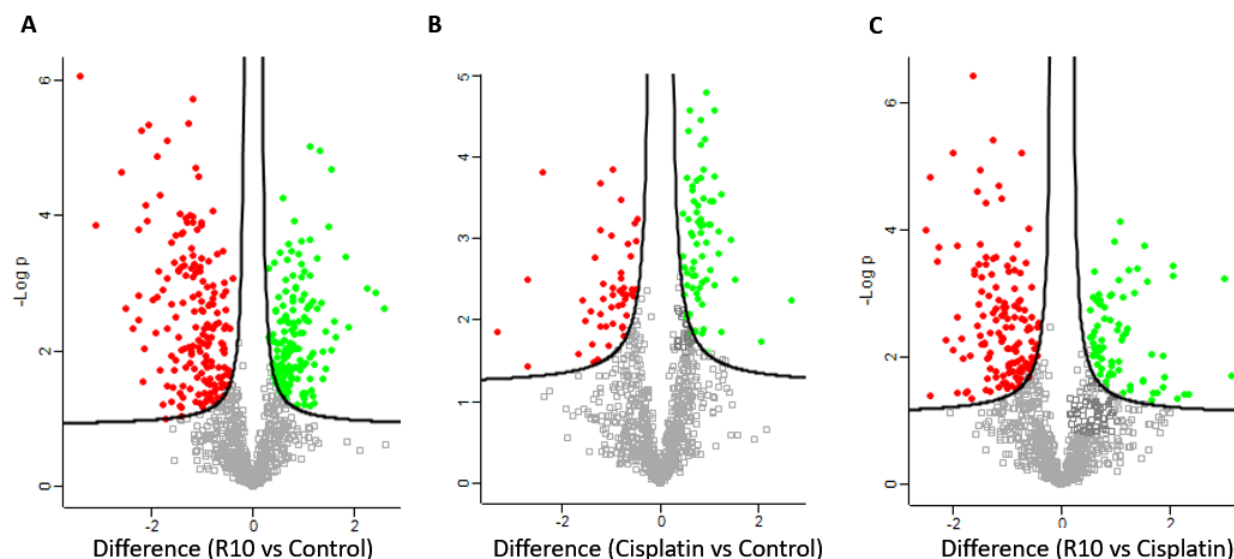 A
B
C
-Log p
6
4
2
0
-2
0
2
Difference (R10 vs Control)
5
4
3
2
1
0
-2
0
2
Difference (Cisplatin vs Control)
-Log p
6
4
2
0
-2
0
2
Difference (R10 vs Cisplatin)